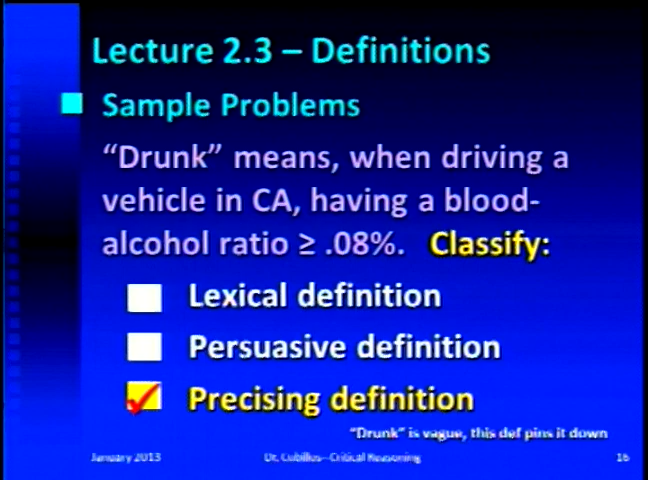 Lecture 2.3 – Definitions
Sample Problems
“Drunk” means, when driving a
vehicle in CA, having a blood-
alcohol ratio ≥ .08%. Classify:
Lexical definition
Persuasive definition
Precising definition
“Drunk” is vague, this def pins it down
January 2013 Dr. Cubillos--Critical Reasoning 16